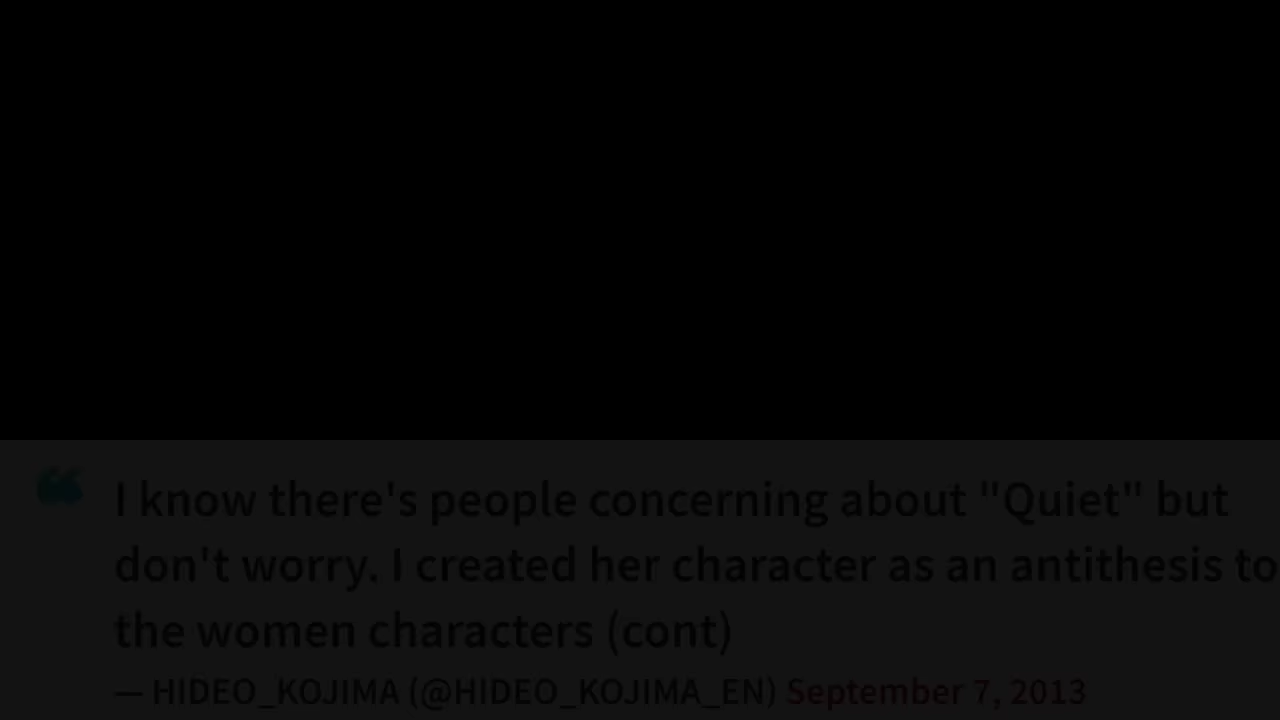 ❝ I know there's people concerning about "Quiet" but
don't worry. I created her character as an antithesis to
the women characters (cont)
— HIDEO_KOJIMA (@HIDEO_KOJIMA_EN) September 7, 2013